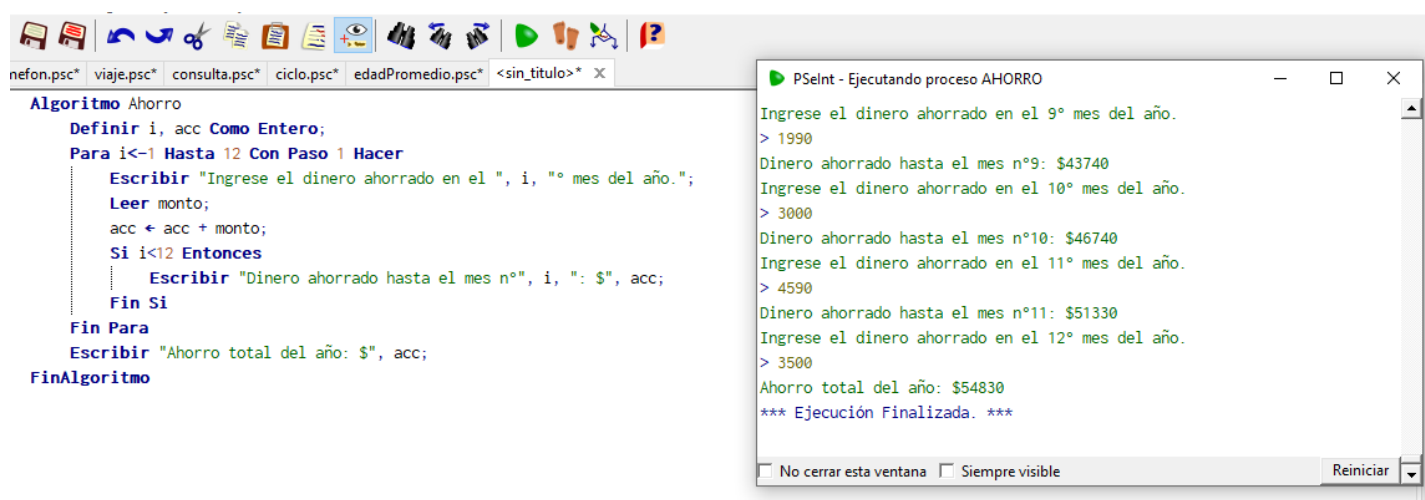 nefon.psc* viaje.psc* consulta.psc* ciclo.psc* edadPromedio.psc* <sin_titulo>* X
Algoritmo Ahorro
Definir i, acc Como Entero;
Para i<-1 Hasta 12 Con Paso 1 Hacer
Escribir "Ingrese el dinero ahorrado en el ", i, "° mes del año.";
Leer monto;
acc ← acc + monto;
Si i<12 Entonces
Escribir "Dinero ahorrado hasta el mes n°", i, ": $", acc;
Fin Si
Fin Para
Escribir "Ahorro total del año: $", acc;
FinAlgoritmo
PSeInt - Ejecutando proceso AHORRO
Ingrese el dinero ahorrado en el 9° mes del año.
> 1990
Dinero ahorrado hasta el mes n°9: $43740
Ingrese el dinero ahorrado en el 10° mes del año.
> 3000
Dinero ahorrado hasta el mes n°10: $46740
Ingrese el dinero ahorrado en el 11° mes del año.
> 4590
Dinero ahorrado hasta el mes n°11: $51330
Ingrese el dinero ahorrado en el 12° mes del año.
> 3500
Ahorro total del año: $54830
*** Ejecución Finalizada. ***
No cerrar esta ventana Siempre visible Reiniciar